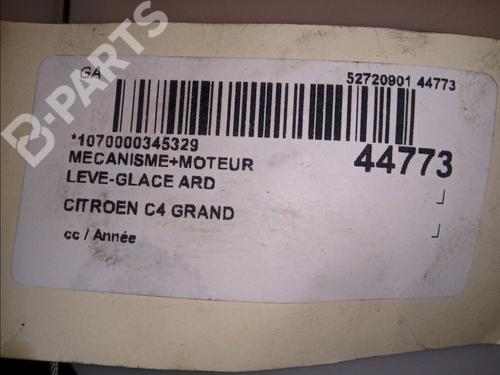 B-PARTS
GA
52720901 44773
*1070000345329
44773
MECANISME+MOTEUR
LEVE-GLACE ARD
CITROEN C4 GRAND
cc / Année